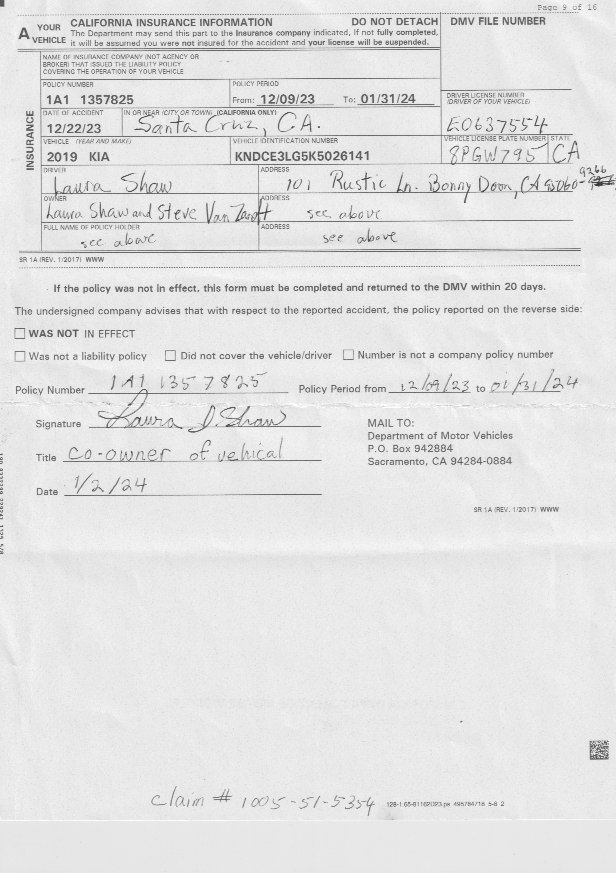 Page 9 of 16
A YOUR VEHICLE
CALIFORNIA INSURANCE INFORMATION DO NOT DETACH DMV FILE NUMBER
The Department may send this part to the insurance company indicated. If not fully completed,
it will be assumed you were not insured for the accident and your license will be suspended.
INSURANCE
NAME OF INSURANCE COMPANY (NOT AGENCY OR
BROKER) THAT ISSUED THE LIABILITY POLICY
COVERING THE OPERATION OF YOUR VEHICLE
POLICY NUMBER POLICY PERIOD
1A1 1357825 From: 12/09/23 To: 01/31/24
DRIVER LICENSE NUMBER
(DRIVER OF YOUR VEHICLE)
E0637554
DATE OF ACCIDENT IN OR NEAR (CITY OR TOWN) (CALIFORNIA ONLY)
12/22/23 Santa Cruz, CA.
VEHICLE (YEAR AND MAKE) VEHICLE IDENTIFICATION NUMBER VEHICLE LICENSE PLATE NUMBER STATE
2019 KIA KNDCE3LG5K5026141 8PGW795 CA
DRIVER ADDRESS
Laura Shaw 101 Rustic Ln. Bonny Doon, CA 95060-9266
OWNER ADDRESS
Laura Shaw and Steve Van Zandt see above
FULL NAME OF POLICY HOLDER ADDRESS
see above see above
SR 1A (REV. 1/2017) WWW
If the policy was not in effect, this form must be completed and returned to the DMV within 20 days.
The undersigned company advises that with respect to the reported accident, the policy reported on the reverse side:
WAS NOT IN EFFECT
Was not a liability policy Did not cover the vehicle/driver Number is not a company policy number
Policy Number 1A1 1357825 Policy Period from 12/09/23 to 01/31/24
Signature Laura D. Shaw
Title co-owner of vehical
Date 1/2/24
MAIL TO:
Department of Motor Vehicles
P.O. Box 942884
Sacramento, CA 94284-0884
SR 1A (REV. 1/2017) WWW
claim # 1005-51-5354